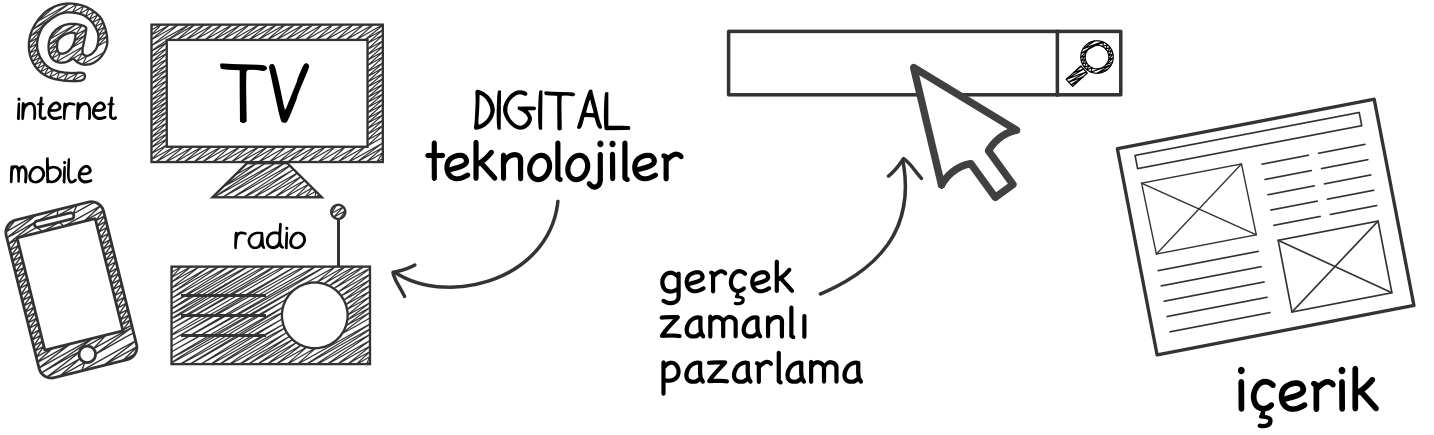 @
internet
TV
mobile
radio
DIGITAL
teknolojiler
gerçek
zamanlı
pazarlama
içerik